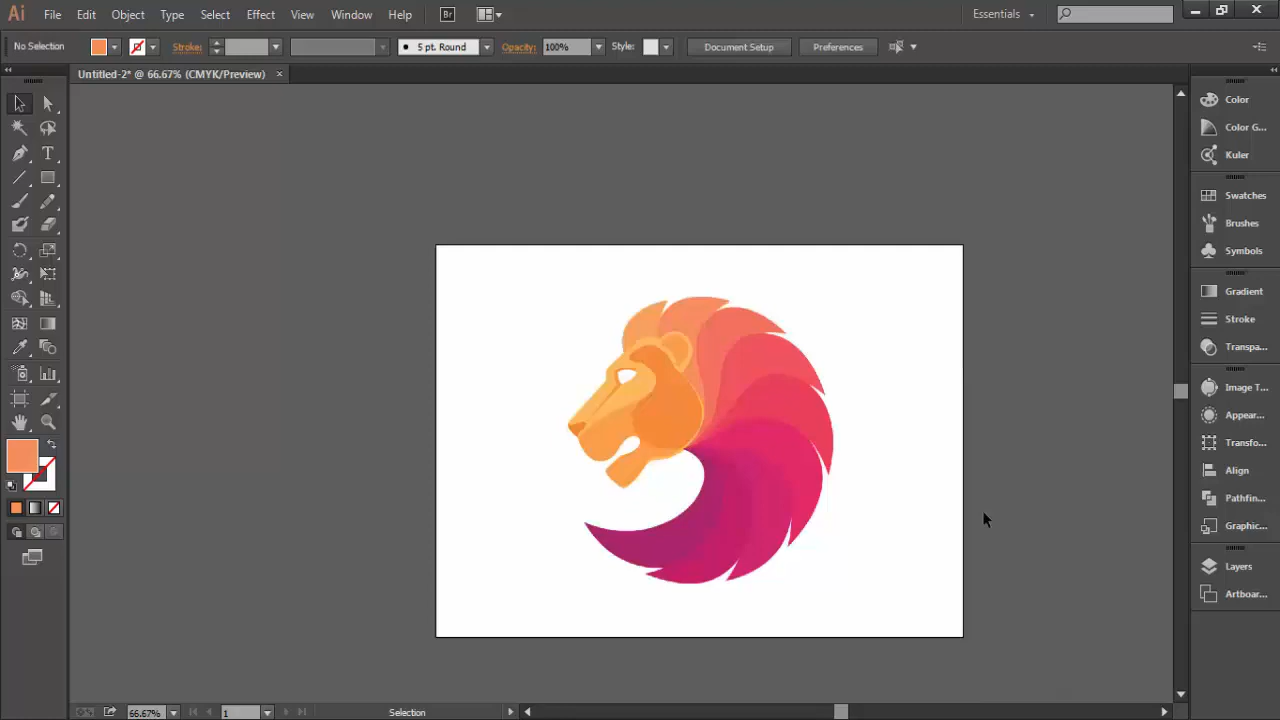 Ai File Edit Object Type Select Effect View Window Help Br Essentials
No Selection Stroke: 5 pt. Round Opacity: 100% Style: Document Setup Preferences
Untitled-2* @ 66.67% (CMYK/Preview) ×
T
Color
Color G...
Kuler
Swatches
Brushes
Symbols
Gradient
Stroke
Transpa...
Image T...
Appear...
Transfo...
Align
Pathfin...
Graphic...
Layers
Artboar...
66.67% 1 Selection